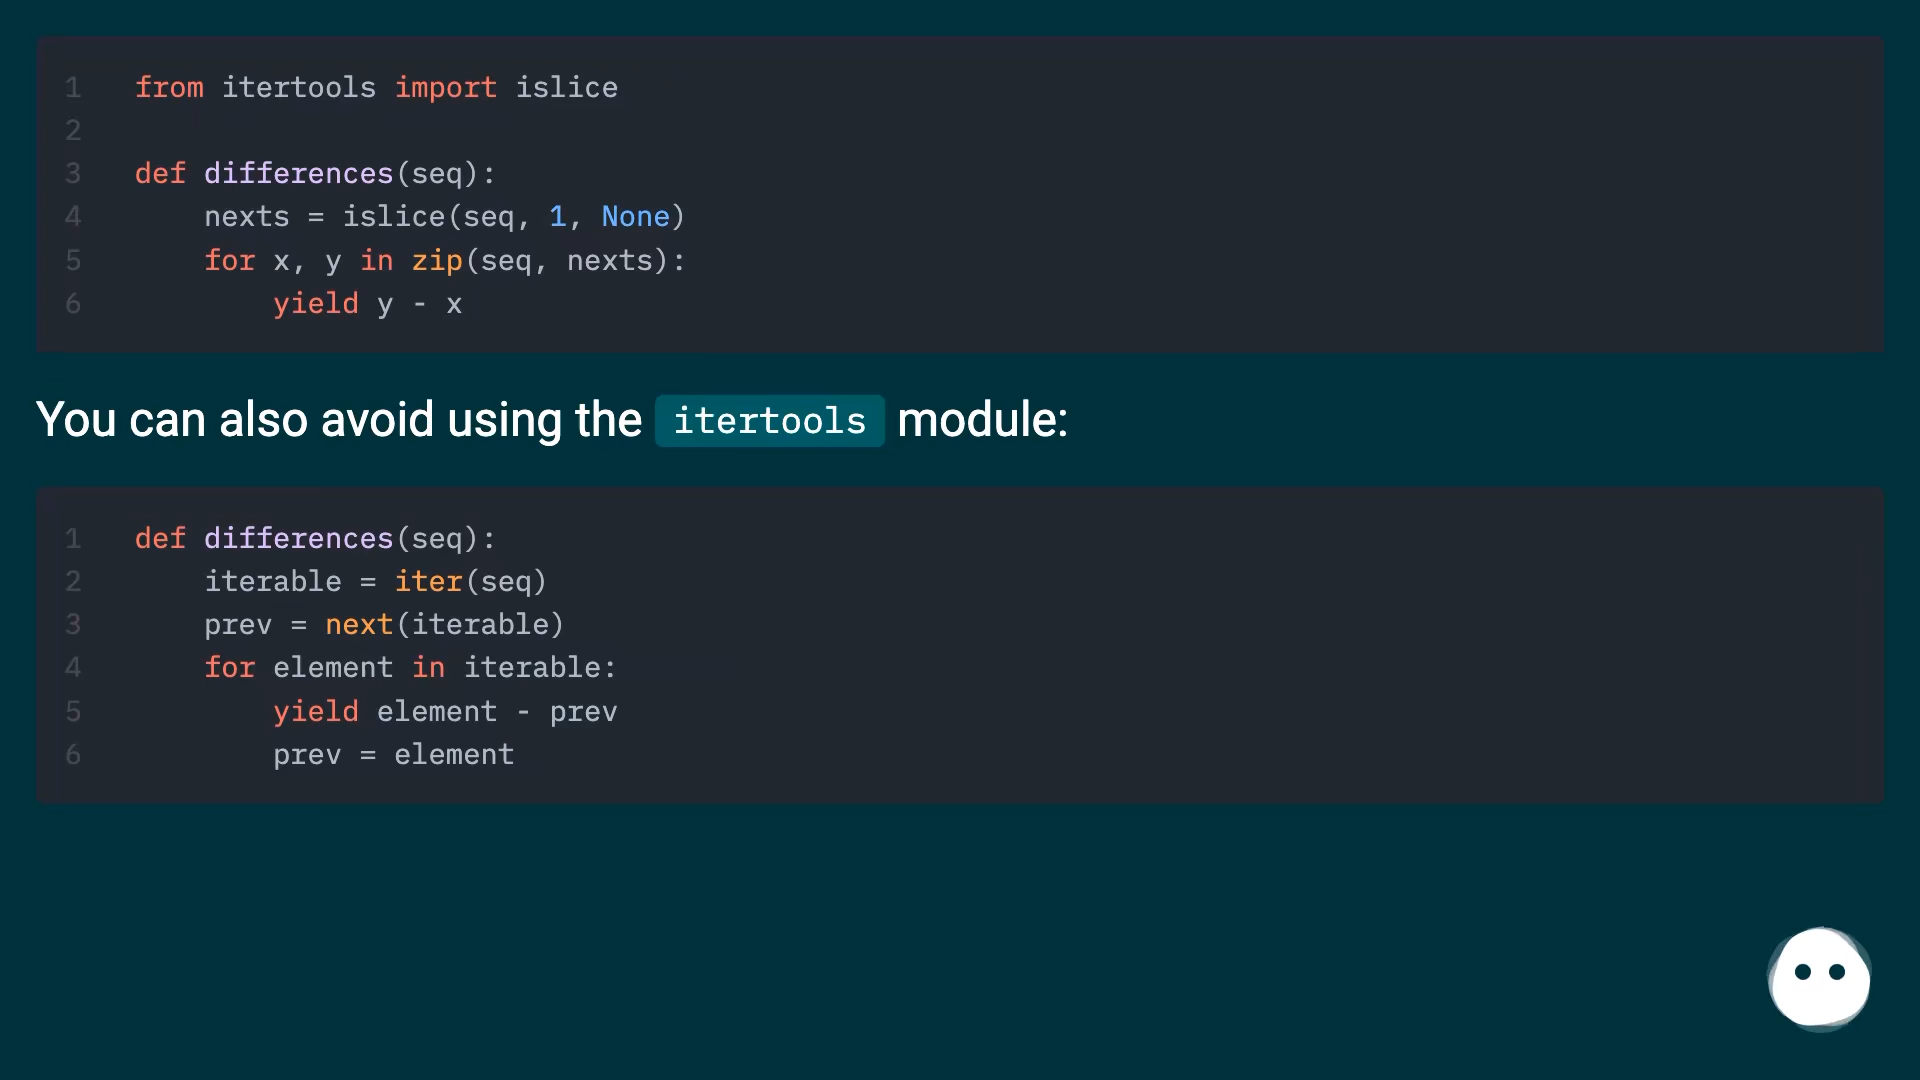 1 from itertools import islice
2
3 def differences(seq):
4     nexts = islice(seq, 1, None)
5     for x, y in zip(seq, nexts):
6         yield y - x
You can also avoid using the itertools module:
1 def differences(seq):
2     iterable = iter(seq)
3     prev = next(iterable)
4     for element in iterable:
5         yield element - prev
6         prev = element